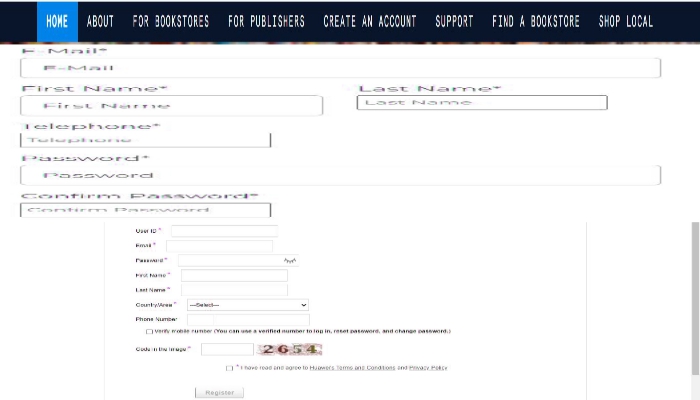 HOME ABOUT FOR BOOKSTORES FOR PUBLISHERS CREATE AN ACCOUNT SUPPORT FIND A BOOKSTORE SHOP LOCAL
E-Mail*
E-Mail
First Name* Last Name*
First Name Last Name
Telephone*
Telephone
Password*
Password
Confirm Password*
Confirm Password
User ID *
Email *
Password *
First Name *
Last Name *
Country/Area * ---Select---
Phone Number
Verify mobile number (You can use a verified number to log in, reset password, and change password.)
Code in the Image * 2654
* I have read and agree to Huawei's Terms and Conditions and Privacy Policy
Register